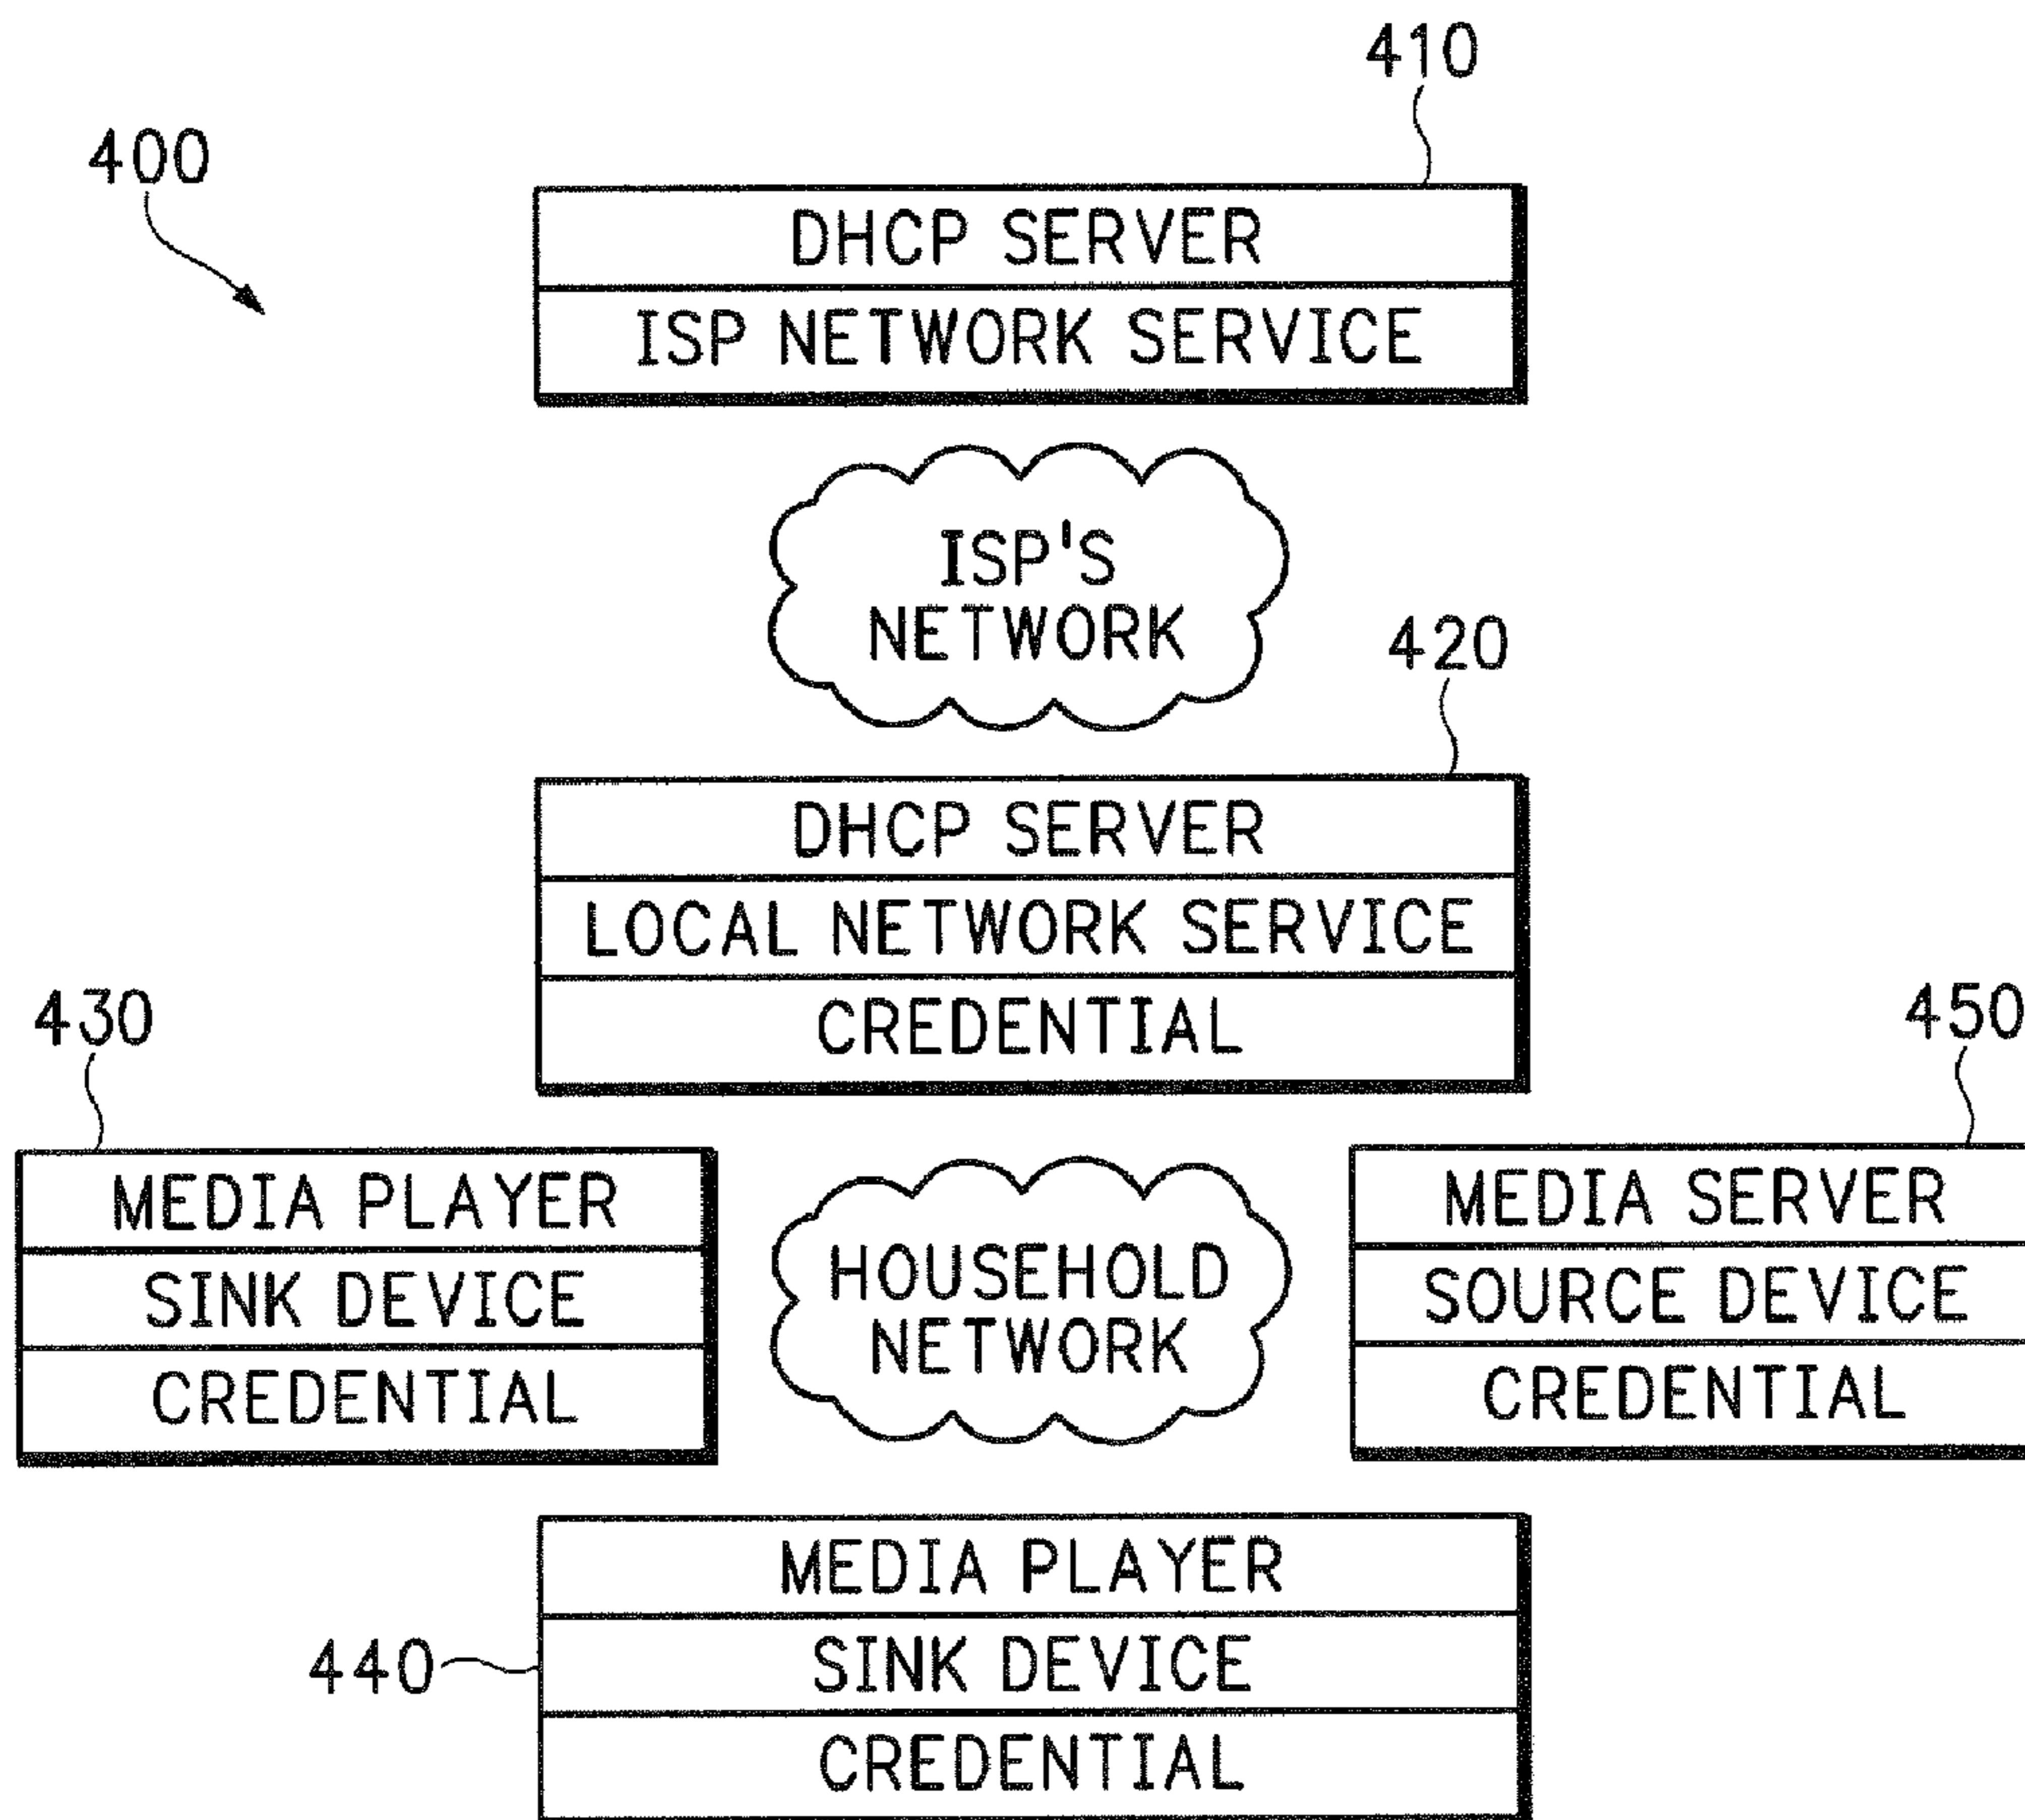 410
400
DHCP SERVER
ISP NETWORK SERVICE
ISP'S
NETWORK
420
DHCP SERVER
LOCAL NETWORK SERVICE
CREDENTIAL
430
450
MEDIA PLAYER
SINK DEVICE
CREDENTIAL
HOUSEHOLD
NETWORK
MEDIA SERVER
SOURCE DEVICE
CREDENTIAL
MEDIA PLAYER
440
SINK DEVICE
CREDENTIAL